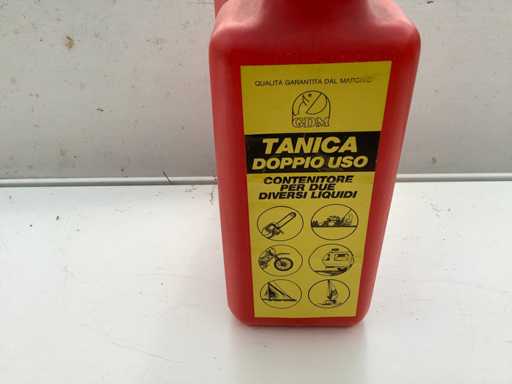 QUALITÀ GARANTITA DAL MARCHIO
GDM
TANICA
DOPPIO USO
CONTENITORE
PER DUE
DIVERSI LIQUIDI